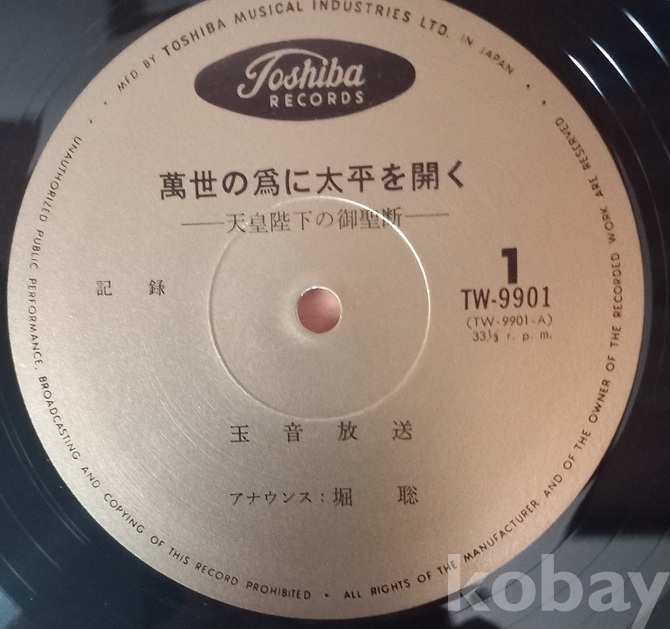 MFD BY TOSHIBA MUSICAL INDUSTRIES LTD. IN JAPAN
Toshiba
RECORDS
萬世の爲に太平を開く
——天皇陛下の御聖断——
記録
1
TW-9901
(TW-9901-A)
33⅓ r. p. m.
玉音放送
アナウンス：堀 聡
UNAUTHORIZED PUBLIC PERFORMANCE, BROADCASTING AND COPYING OF THIS RECORD PROHIBITED • ALL RIGHTS OF THE MANUFACTURER AND OF THE OWNER OF THE RECORDED WORK ARE RESERVED
kobay